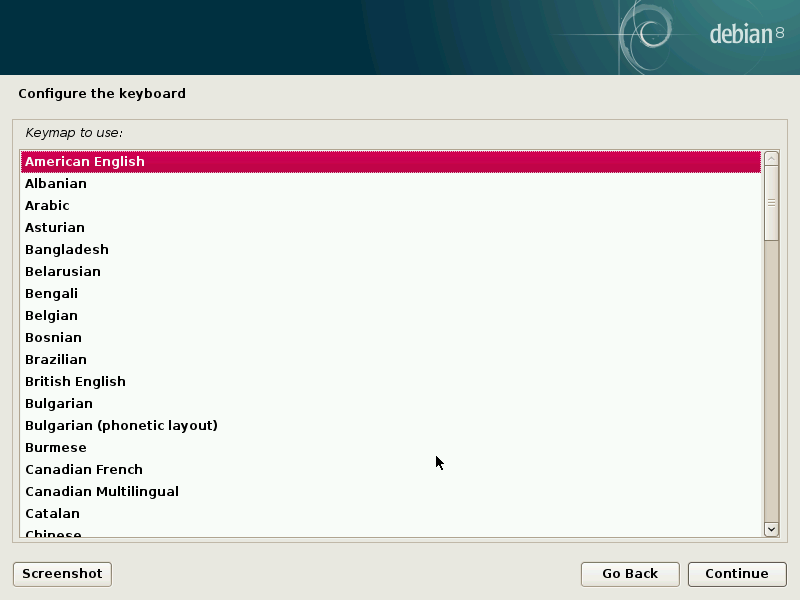 debian 8
Configure the keyboard
Keymap to use:
American English
Albanian
Arabic
Asturian
Bangladesh
Belarusian
Bengali
Belgian
Bosnian
Brazilian
British English
Bulgarian
Bulgarian (phonetic layout)
Burmese
Canadian French
Canadian Multilingual
Catalan
Chinese
Screenshot Go Back Continue